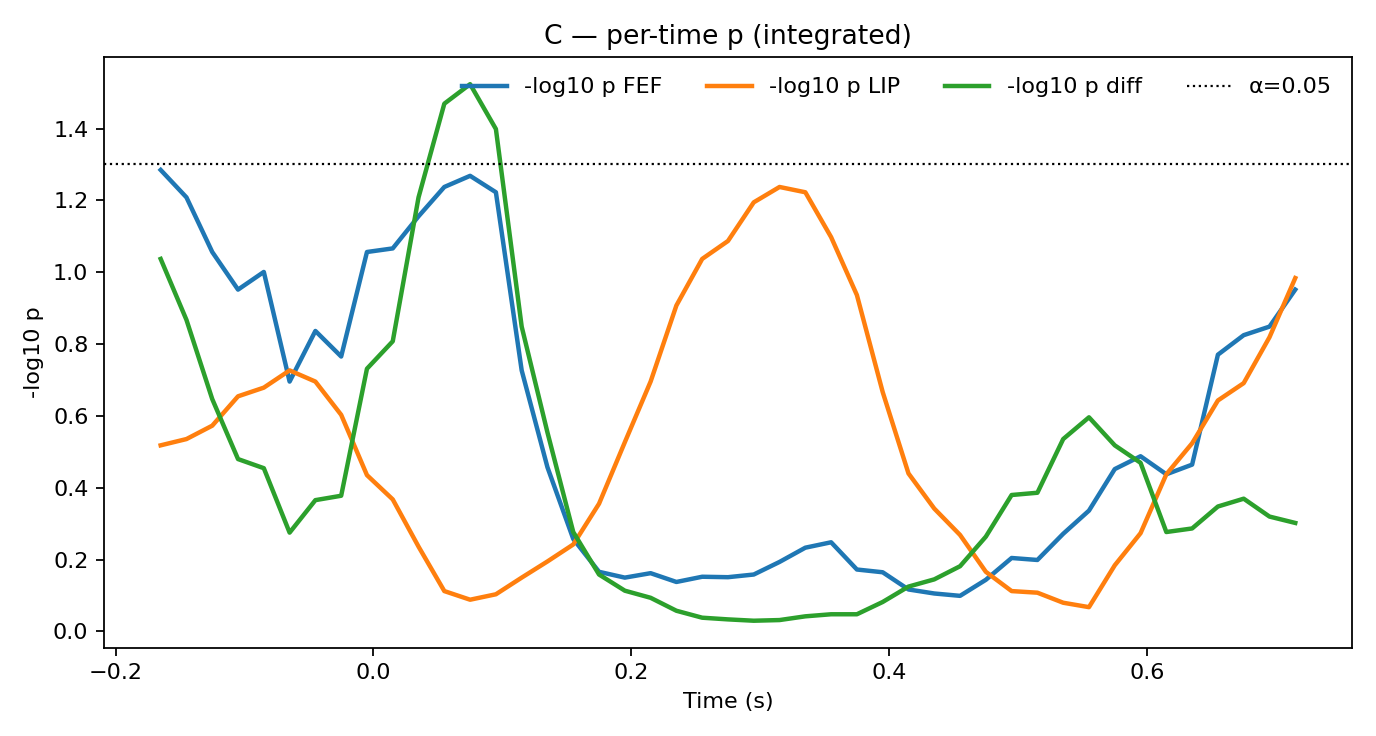 C — per-time p (integrated)
-log10 p FEF
-log10 p LIP
-log10 p diff
α=0.05
-log10 p
1.4
1.2
1.0
0.8
0.6
0.4
0.2
0.0
−0.2
0.0
0.2
0.4
0.6
Time (s)